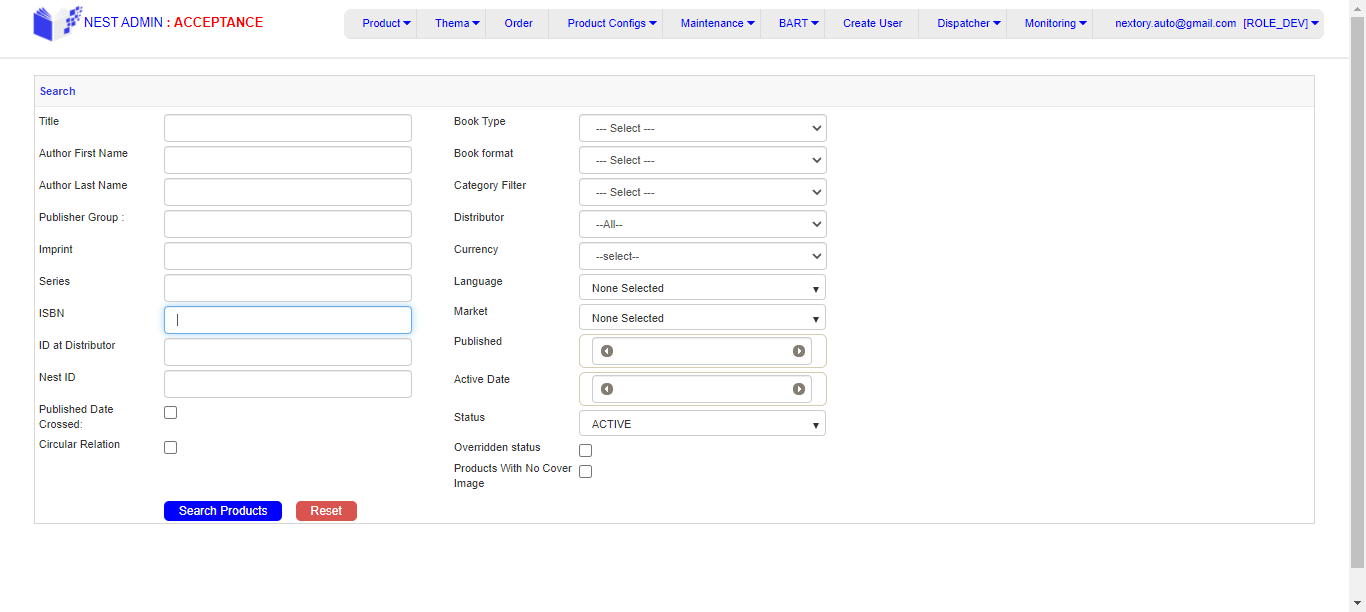 NEST ADMIN : ACCEPTANCE
Product Thema Order Product Configs Maintenance BART Create User Dispatcher Monitoring nextory.auto@gmail.com [ROLE_DEV]
Search
Title
Book Type --- Select ---
Author First Name
Book format --- Select ---
Author Last Name
Category Filter --- Select ---
Publisher Group :
Distributor --All--
Imprint
Currency --select--
Series
Language None Selected
ISBN
Market None Selected
ID at Distributor
Published
Nest ID
Active Date
Published Date
Crossed:
Status ACTIVE
Circular Relation
Overridden status
Products With No Cover
Image
Search Products Reset